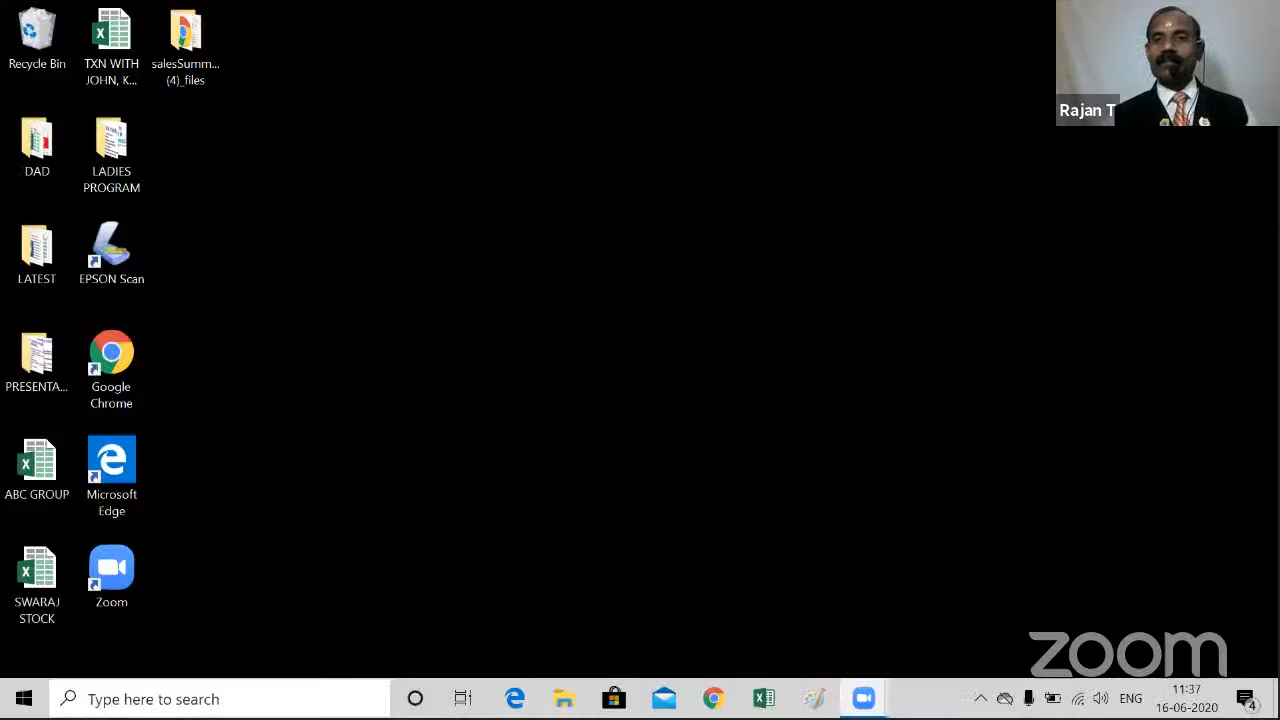 Recycle Bin
TXN WITH
JOHN, K...
salesSumm...
(4)_files
Rajan T
DAD
LADIES
PROGRAM
LATEST
EPSON Scan
PRESENTA...
Google
Chrome
ABC GROUP
Microsoft
Edge
SWARAJ
STOCK
Zoom
zoom
Type here to search
ENG
11:37
16-06-2020
4